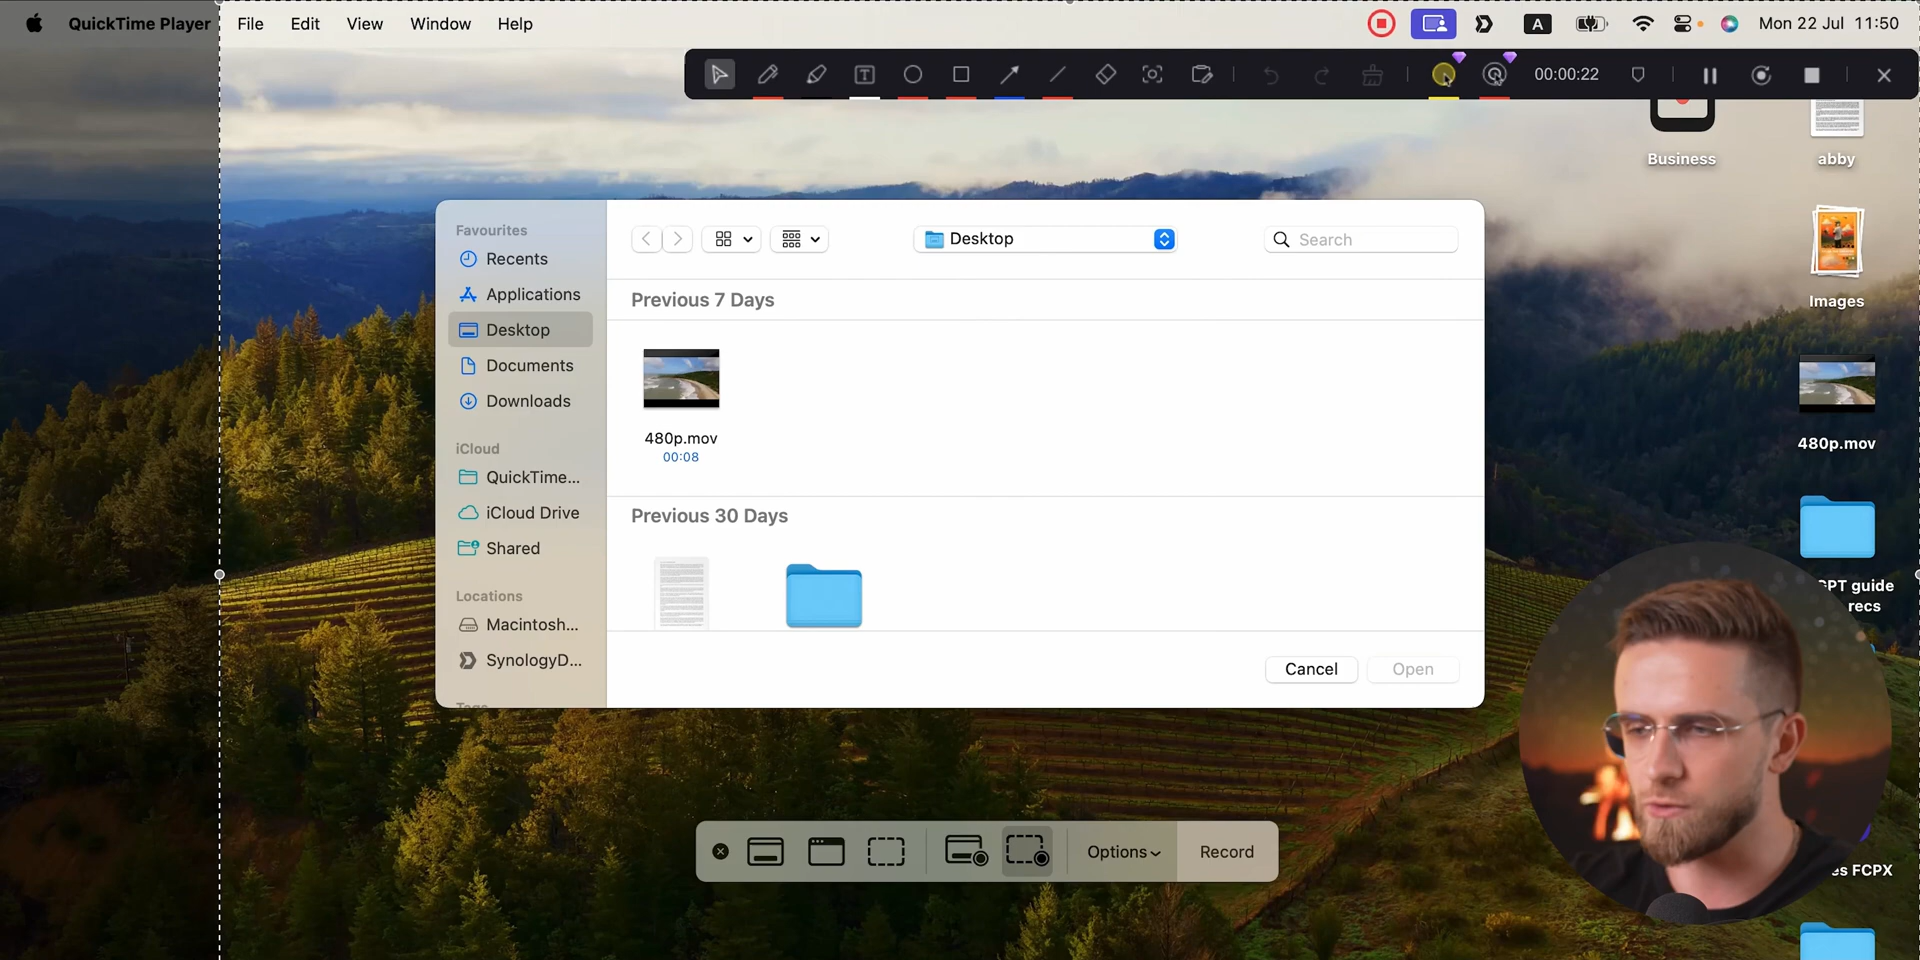 QuickTime Player File Edit View Window Help
A
Mon 22 Jul 11:50
T
00:00:22
Business
abby
Favourites
Recents
Applications
Desktop
Documents
Downloads
iCloud
QuickTime...
iCloud Drive
Shared
Locations
Macintosh...
SynologyD...
Tags
Desktop
Search
Previous 7 Days
480p.mov
00:08
Previous 30 Days
Cancel
Open
Images
480p.mov
PT guide
recs
es FCPX
Options
Record